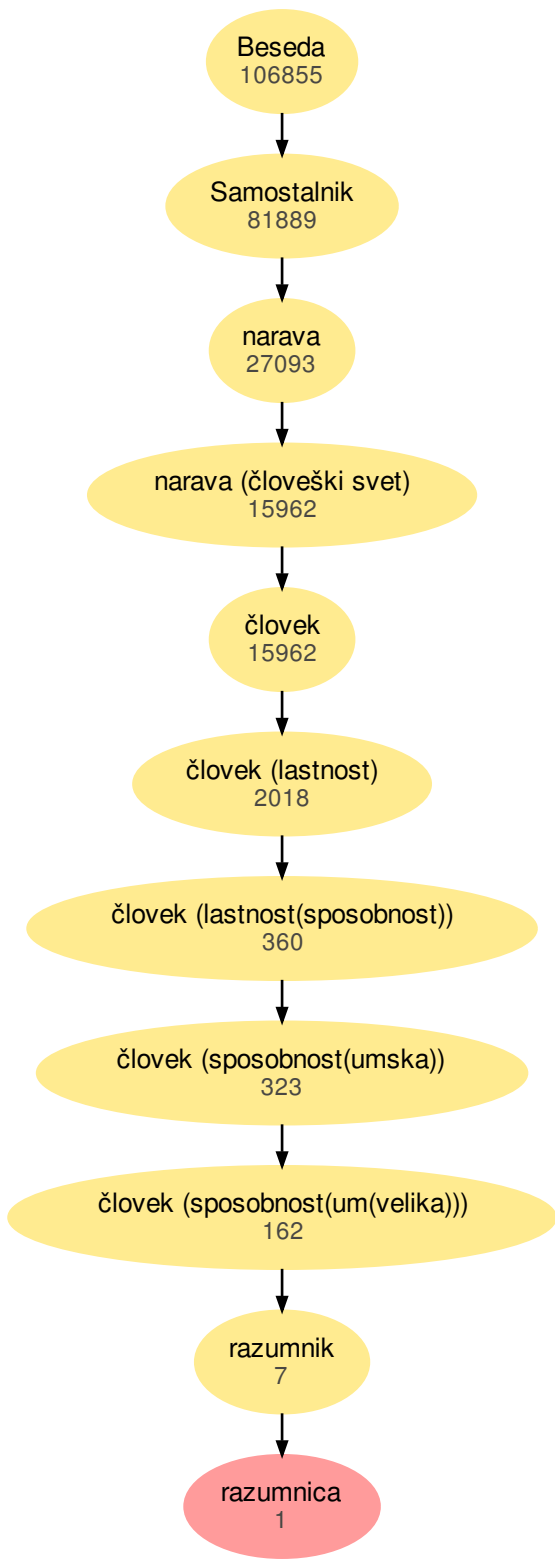 Beseda
106855
Samostalnik
81889
narava
27093
narava (človeški svet)
15962
človek
15962
človek (lastnost)
2018
človek (lastnost(sposobnost))
360
človek (sposobnost(umska))
323
človek (sposobnost(um(velika)))
162
razumnik
7
razumnica
1